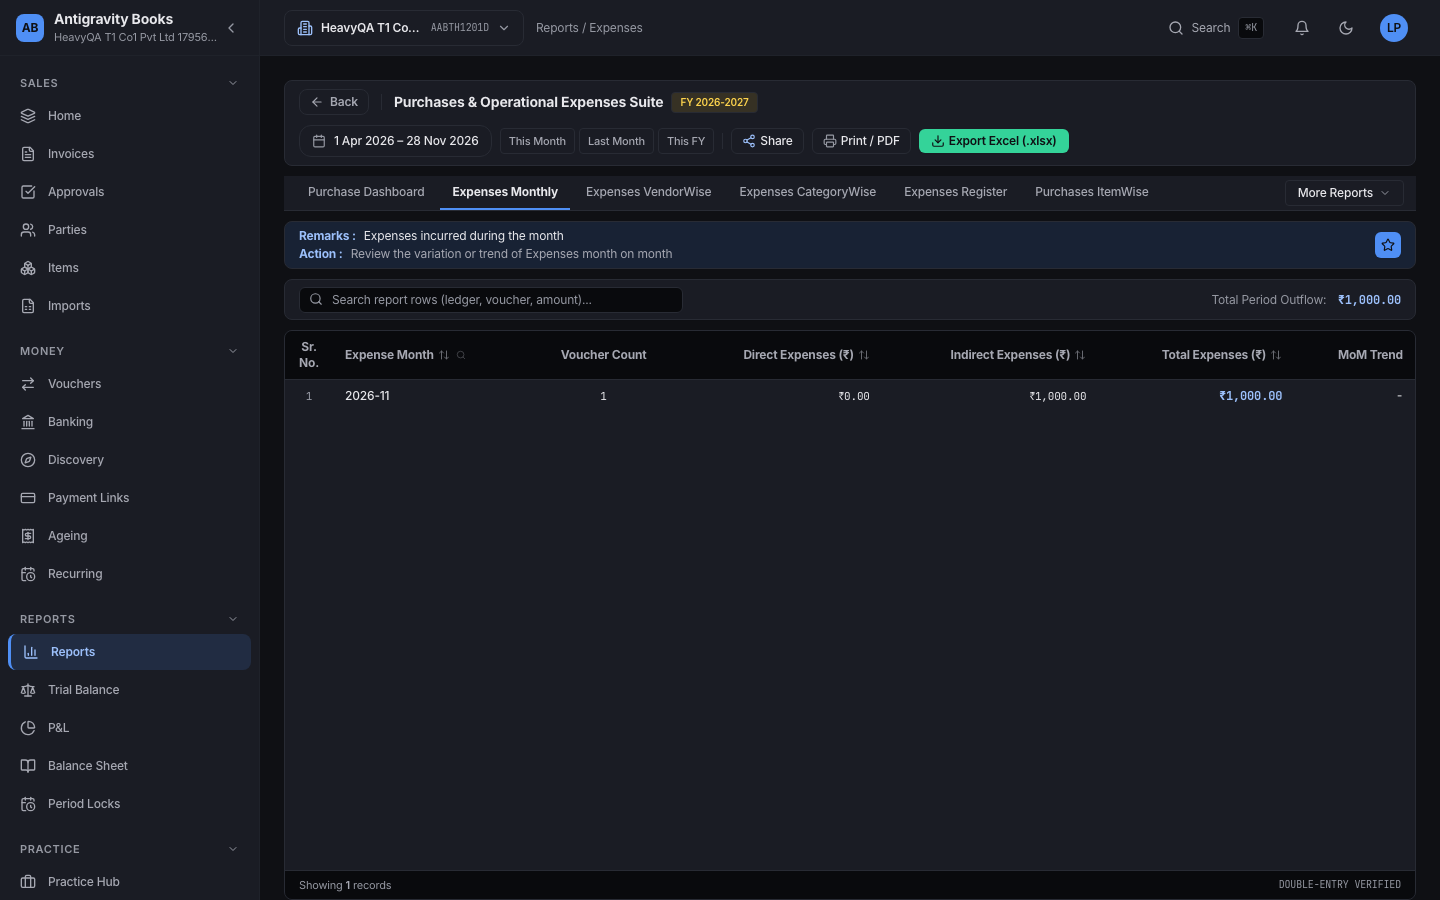 AB
Antigravity Books
HeavyQA T1 Co1 Pvt Ltd 17956...
SALES
Home
Invoices
Approvals
Parties
Items
Imports
MONEY
Vouchers
Banking
Discovery
Payment Links
Ageing
Recurring
REPORTS
Reports
Trial Balance
P&L
Balance Sheet
Period Locks
PRACTICE
Practice Hub
HeavyQA T1 Co... AABTH1201D
Reports / Expenses
Search ⌘K
LP
Back
Purchases & Operational Expenses Suite
FY 2026-2027
1 Apr 2026 – 28 Nov 2026
This Month
Last Month
This FY
Share
Print / PDF
Export Excel (.xlsx)
Purchase Dashboard
Expenses Monthly
Expenses VendorWise
Expenses CategoryWise
Expenses Register
Purchases ItemWise
More Reports
Remarks : Expenses incurred during the month
Action : Review the variation or trend of Expenses month on month
Search report rows (ledger, voucher, amount)...
Total Period Outflow: ₹1,000.00
Sr. No. Expense Month Voucher Count Direct Expenses (₹) Indirect Expenses (₹) Total Expenses (₹) MoM Trend
1 2026-11 1 ₹0.00 ₹1,000.00 ₹1,000.00 -
Showing 1 records
DOUBLE-ENTRY VERIFIED